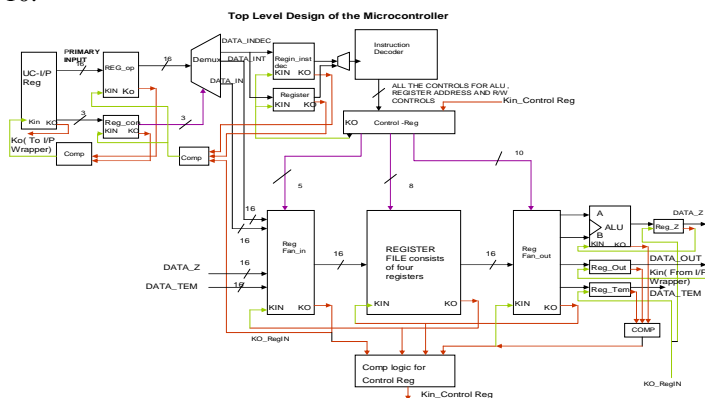 10.
Top Level Design of the Microcontroller
PRIMARY
INPUT
16
UC-I/P
Reg
REG_op
KIN Ko
16
Demux
DATA_INDEC
DATA_INT
DATA_IN
Regin_inst
dec
KIN KO
Register
KIN KO
Instruction
Decoder
ALL THE CONTROLS FOR ALU ,
REGISTER ADDRESS AND R/W
CONTROLS
Kin_Control Reg
KO Control -Reg
Kin KO
3
Reg_con
KIN KO
3
Ko( To I/P
Wrapper)
Comp
Comp
5
8
10
16
16
Reg
Fan_in
KIN KO
16
REGISTER
FILE consists
of four
registers
KIN KO
16
Reg
Fan_out
KIN KO
A
ALU
B
KIN KO
DATA_Z
Reg_Z
DATA_OUT
Reg_Out
Kin( From I/P
Wrapper)
Reg_Tem
DATA_TEM
DATA_Z
16
DATA_TEM
16
COMP
KO_RegIN
Comp logic for
Control Reg
Kin_Control Reg
KO_RegIN